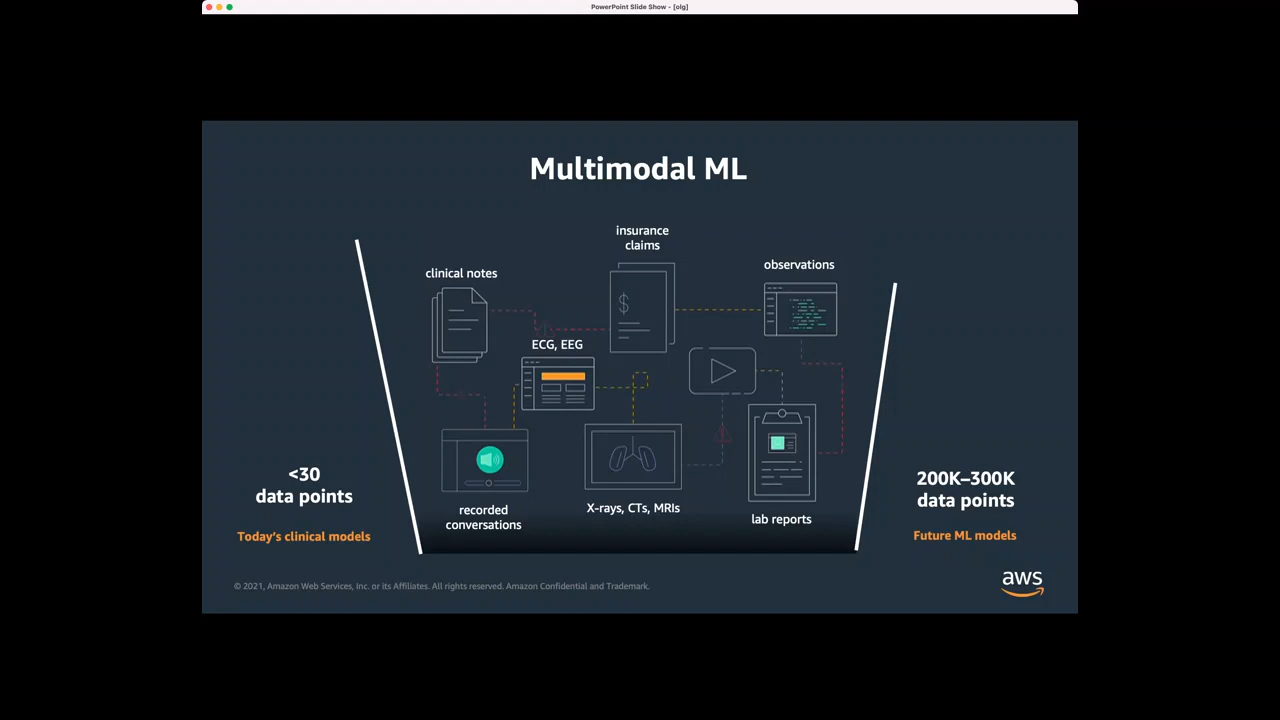 PowerPoint Slide Show - [olg]
Multimodal ML
insurance
claims
clinical notes
observations
ECG, EEG
$
recorded
conversations
X-rays, CTs, MRIs
lab reports
<30
data points
Today's clinical models
200K–300K
data points
Future ML models
© 2021, Amazon Web Services, Inc. or its Affiliates. All rights reserved. Amazon Confidential and Trademark.
aws